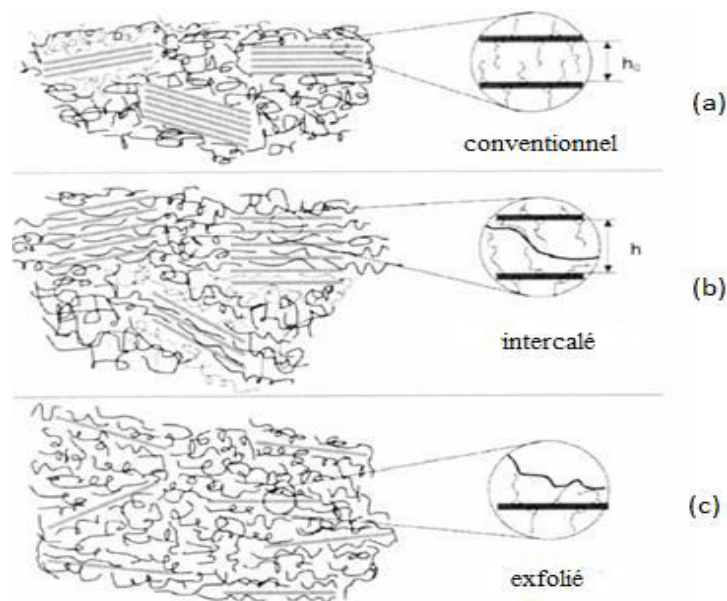 h₀
(a)
conventionnel
h
(b)
intercalé
(c)
exfolié